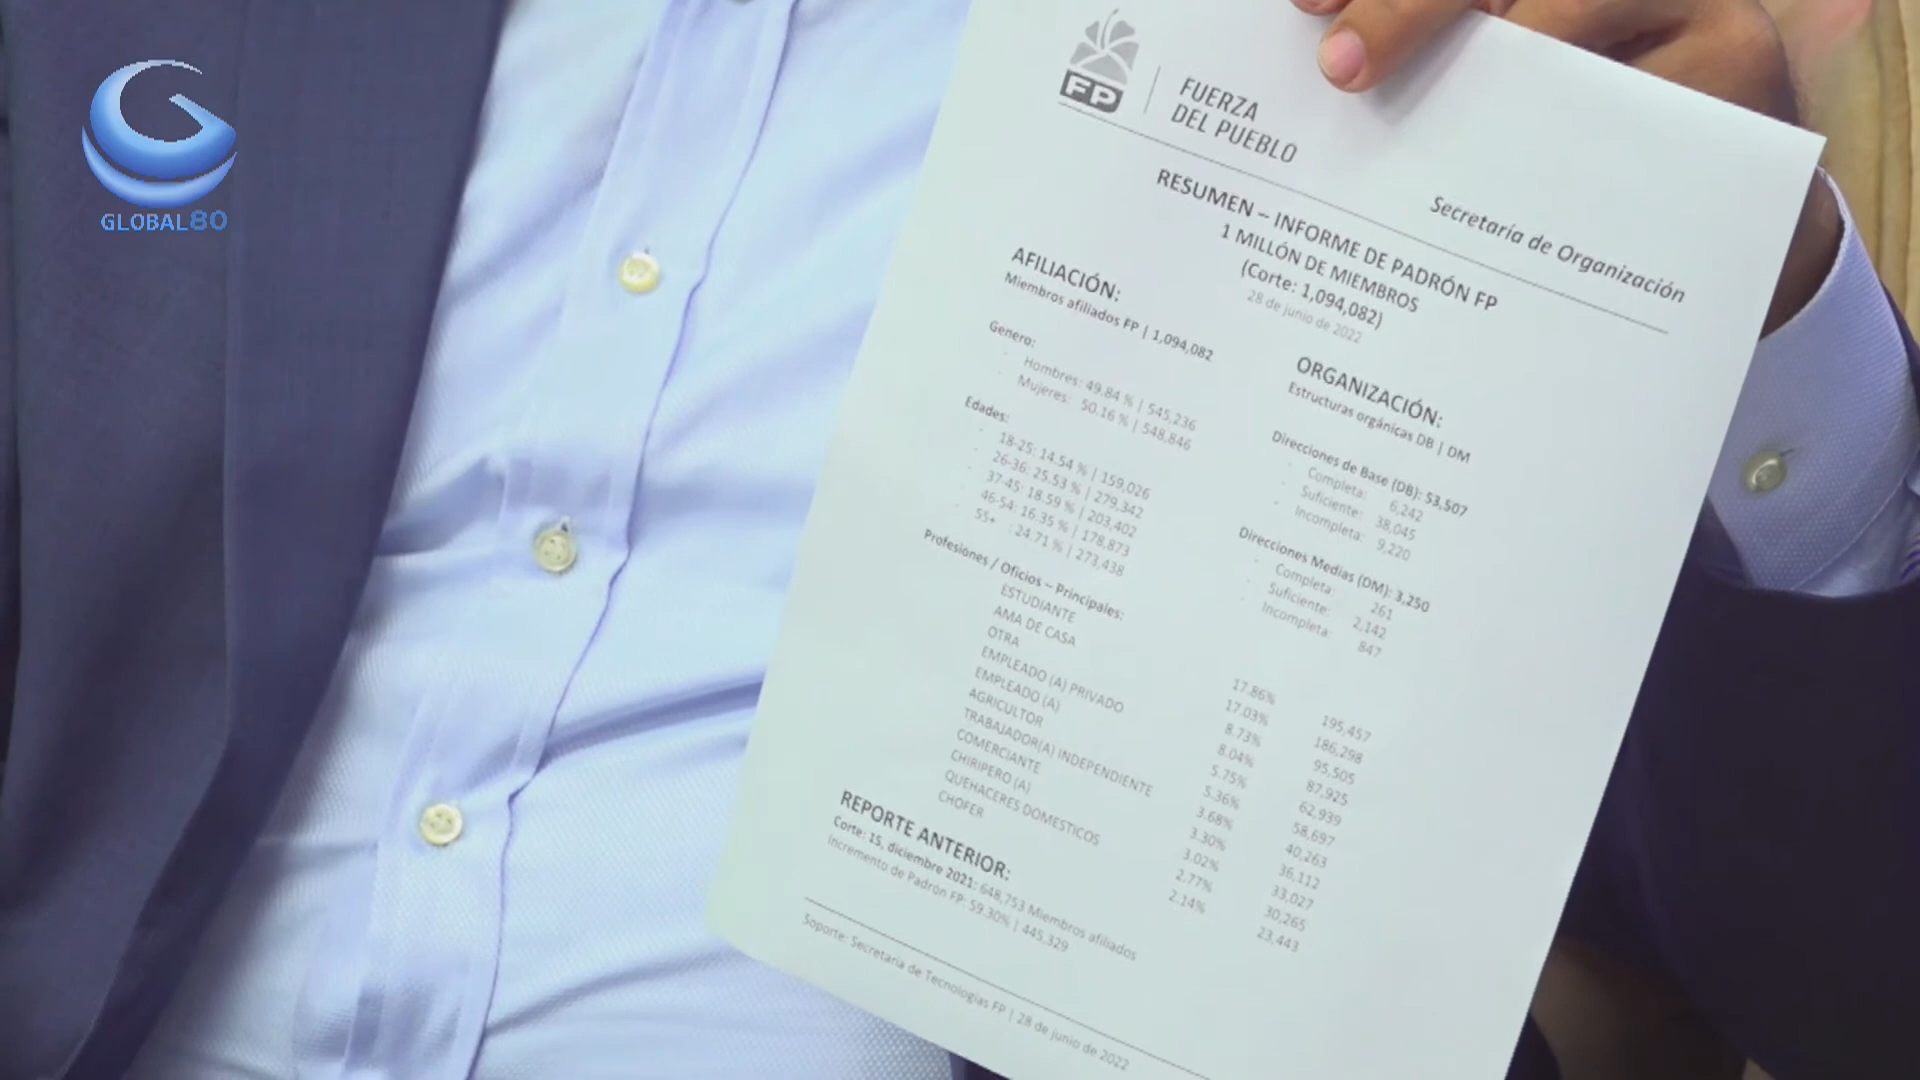 GLOBAL80
FP
FUERZA
DEL PUEBLO
Secretaría de Organización
RESUMEN – INFORME DE PADRÓN FP
1 MILLÓN DE MIEMBROS
(Corte: 1,094,082)
28 de junio de 2022
AFILIACIÓN:
Miembros afiliados FP | 1,094,082
Genero:
Hombres: 49.84 % | 545,236
Mujeres: 50.16 % | 548,846
Edades:
18-25: 14.54 % | 159,026
26-36: 25.53 % | 279,342
37-45: 18.59 % | 203,402
46-54: 16.35 % | 178,873
55+ : 24.71 % | 273,438
ORGANIZACIÓN:
Estructuras orgánicas DB | DM
Direcciones de Base (DB): 53,507
Completa: 6,242
Suficiente: 38,045
Incompleta: 9,220
Direcciones Medias (DM): 3,250
Completa: 261
Suficiente: 2,142
Incompleta: 847
Profesiones / Oficios – Principales:
ESTUDIANTE 17.86% 195,457
AMA DE CASA 17.03% 186,298
OTRA 8.73% 95,505
EMPLEADO (A) PRIVADO 8.04% 87,925
EMPLEADO (A) 5.75% 62,939
AGRICULTOR 5.36% 58,697
TRABAJADOR(A) INDEPENDIENTE 3.68% 40,263
COMERCIANTE 3.30% 36,112
CHIRIPERO (A) 3.02% 33,027
QUEHACERES DOMESTICOS 2.77% 30,265
CHOFER 2.14% 23,443
REPORTE ANTERIOR:
Corte: 15, diciembre 2021: 648,753 Miembros afiliados
Incremento de Padrón FP: 59.30% | 445,329
Soporte: Secretaría de Tecnologías FP | 28 de junio de 2022